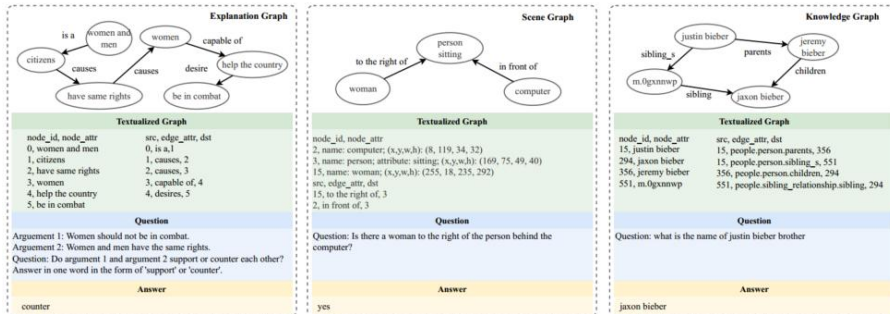 Explanation Graph
is a
women and men
women
capable of
citizens
causes
causes
desire
help the country
have same rights
be in combat
Textualized Graph
node_id, node_attr
0, women and men
1, citizens
2, have same rights
3, women
4, help the country
5, be in combat
src, edge_attr, dst
0, is a,1
1, causes, 2
2, causes, 3
3, capable of, 4
4, desires, 5
Question
Arguement 1: Women should not be in combat.
Arguement 2: Women and men have the same rights.
Question: Do argument 1 and argument 2 support or counter each other?
Answer in one word in the form of 'support' or 'counter'.
Answer
counter
Scene Graph
person
sitting
to the right of
in front of
woman
computer
Textualized Graph
node_id, node_attr
2, name: computer; (x,y,w,h): (8, 119, 34, 32)
3, name: person; attribute: sitting; (x,y,w,h): (169, 75, 49, 40)
15, name: woman; (x,y,w,h): (255, 18, 235, 292)
src, edge_attr, dst
15, to the right of, 3
2, in front of, 3
Question
Question: Is there a woman to the right of the person behind the
computer?
Answer
yes
Knowledge Graph
justin bieber
sibling_s
parents
jeremy
bieber
m.0gxnnwp
children
sibling
jaxon bieber
Textualized Graph
node_id, node_attr
15, justin bieber
294, jaxon bieber
356, jeremy bieber
551, m.0gxnnwp
src, edge_attr, dst
15, people.person.parents, 356
15, people.person.sibling_s, 551
356, people.person.children, 294
551, people.sibling_relationship.sibling, 294
Question
Question: what is the name of justin bieber brother
Answer
jaxon bieber